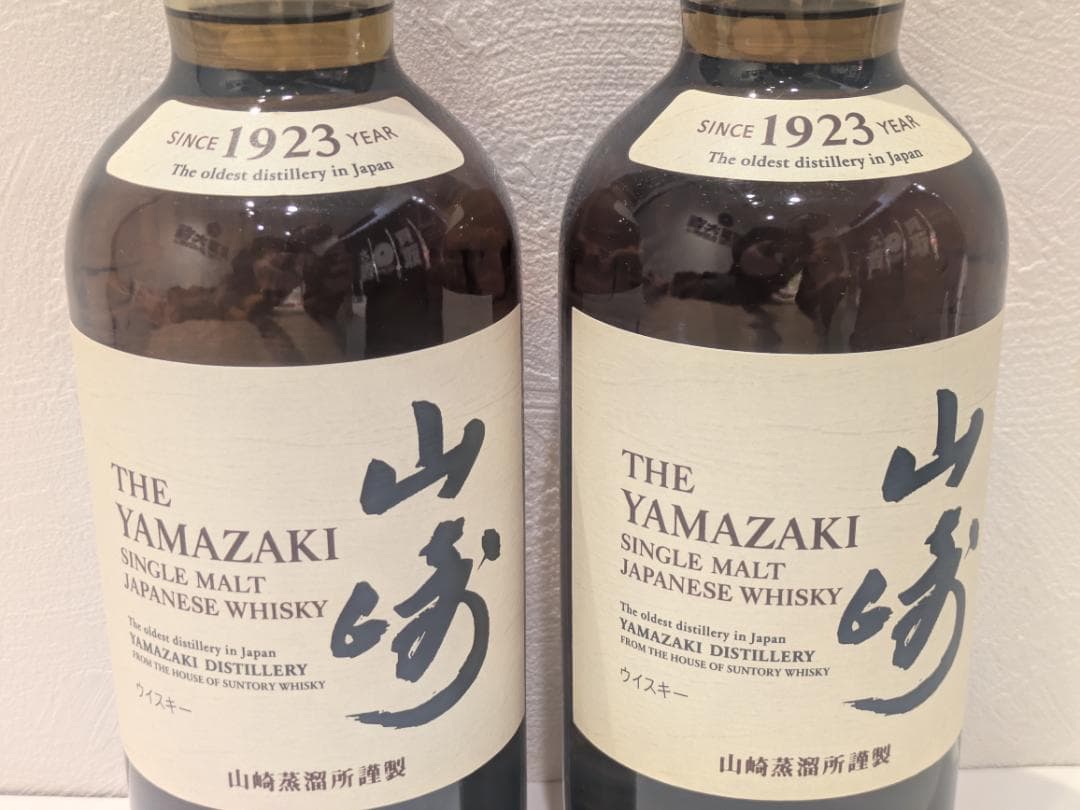 SINCE 1923 YEAR
The oldest distillery in Japan
山崎
THE
YAMAZAKI
SINGLE MALT
JAPANESE WHISKY
The oldest distillery in Japan
YAMAZAKI DISTILLERY
FROM THE HOUSE OF SUNTORY WHISKY
ウイスキー
山崎蒸溜所謹製
SINCE 1923 YEAR
The oldest distillery in Japan
山崎
THE
YAMAZAKI
SINGLE MALT
JAPANESE WHISKY
The oldest distillery in Japan
YAMAZAKI DISTILLERY
FROM THE HOUSE OF SUNTORY WHISKY
ウイスキー
山崎蒸溜所謹製